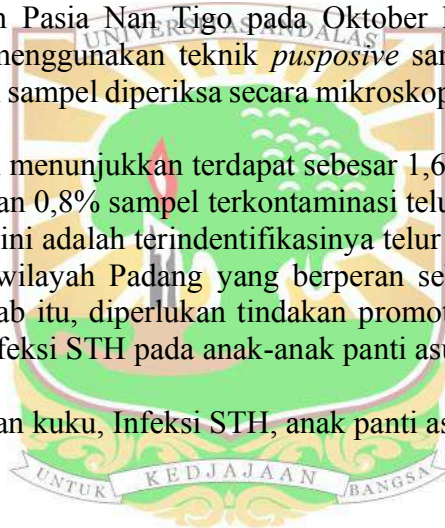 n Pasia Nan Tigo pada Oktober
UNIVERSITAS ANDALAS
menggunakan teknik pusposive sar
sampel diperiksa secara mikroskop
menunjukkan terdapat sebesar 1,6
an 0,8% sampel terkontaminasi telu
ini adalah terindentifikasinya telur
wilayah Padang yang berperan se
ab itu, diperlukan tindakan promot
feksi STH pada anak-anak panti asu
an kuku, Infeksi STH, anak panti as
UNTUK KEDJAJAAN BANGSA